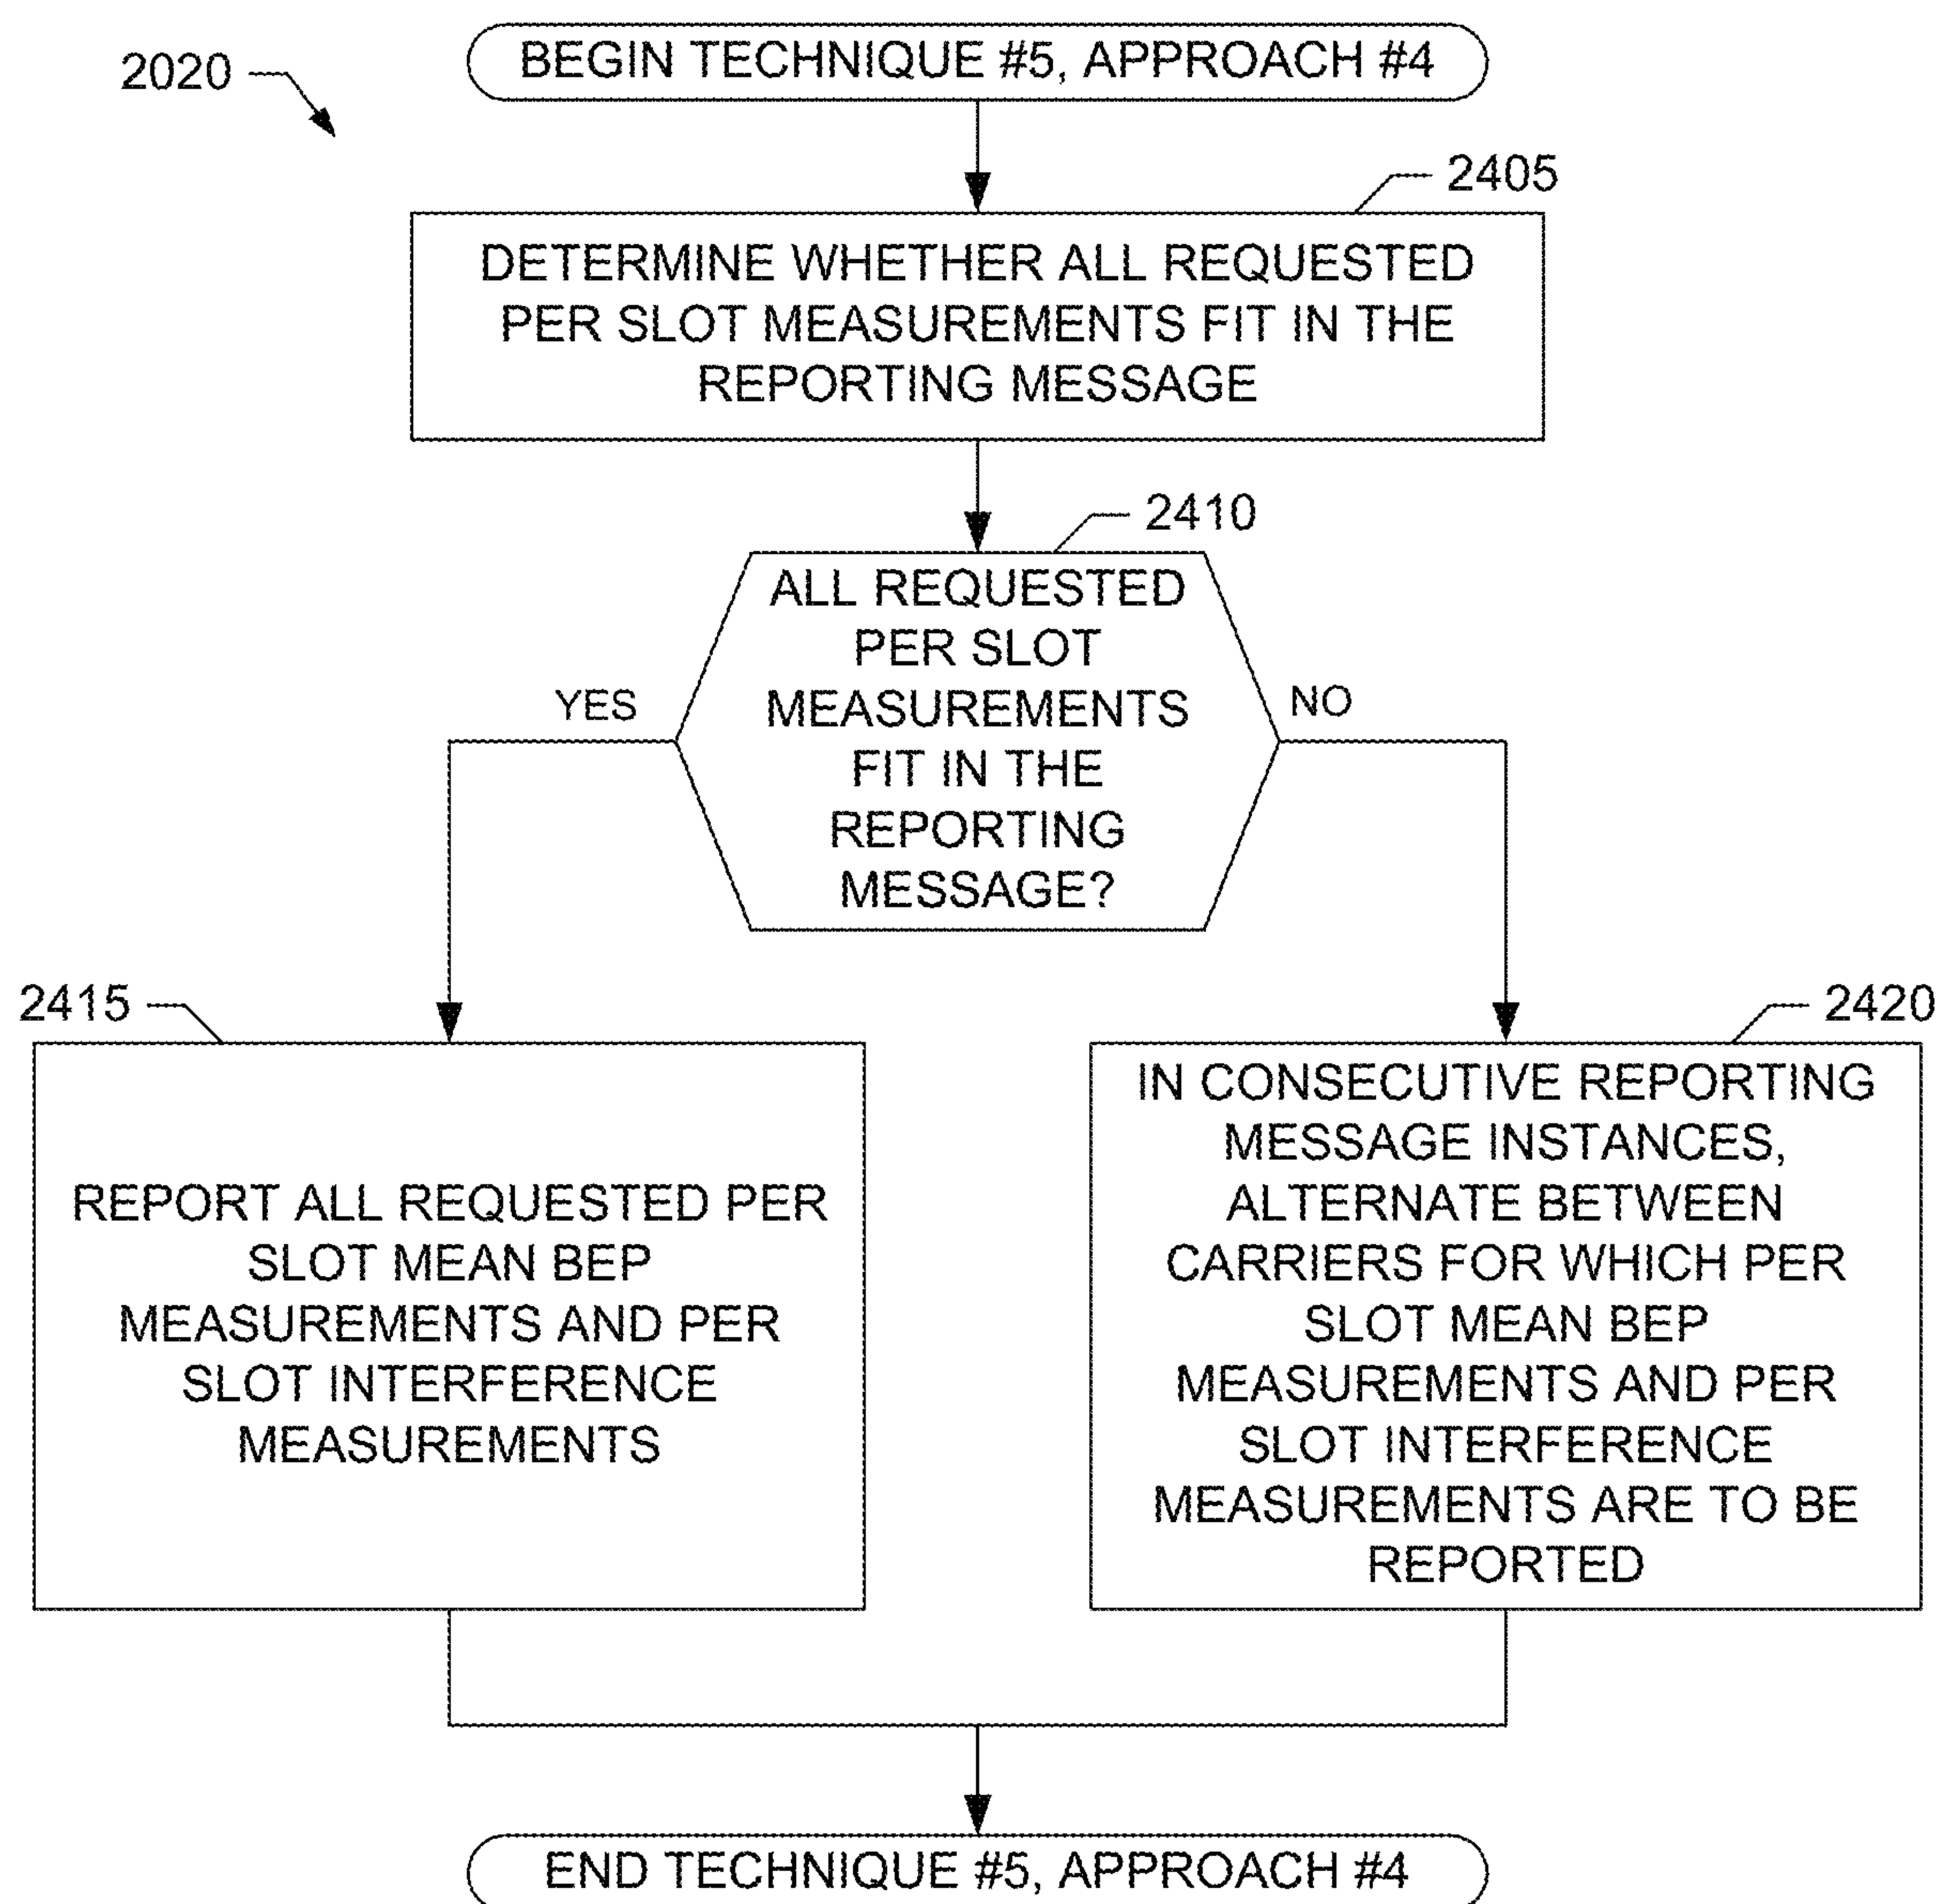 2020
BEGIN TECHNIQUE #5, APPROACH #4
2405
DETERMINE WHETHER ALL REQUESTED
PER SLOT MEASUREMENTS FIT IN THE
REPORTING MESSAGE
2410
ALL REQUESTED
PER SLOT
MEASUREMENTS
FIT IN THE
REPORTING
MESSAGE?
YES
NO
2415
REPORT ALL REQUESTED PER
SLOT MEAN BEP
MEASUREMENTS AND PER
SLOT INTERFERENCE
MEASUREMENTS
2420
IN CONSECUTIVE REPORTING
MESSAGE INSTANCES,
ALTERNATE BETWEEN
CARRIERS FOR WHICH PER
SLOT MEAN BEP
MEASUREMENTS AND PER
SLOT INTERFERENCE
MEASUREMENTS ARE TO BE
REPORTED
END TECHNIQUE #5, APPROACH #4